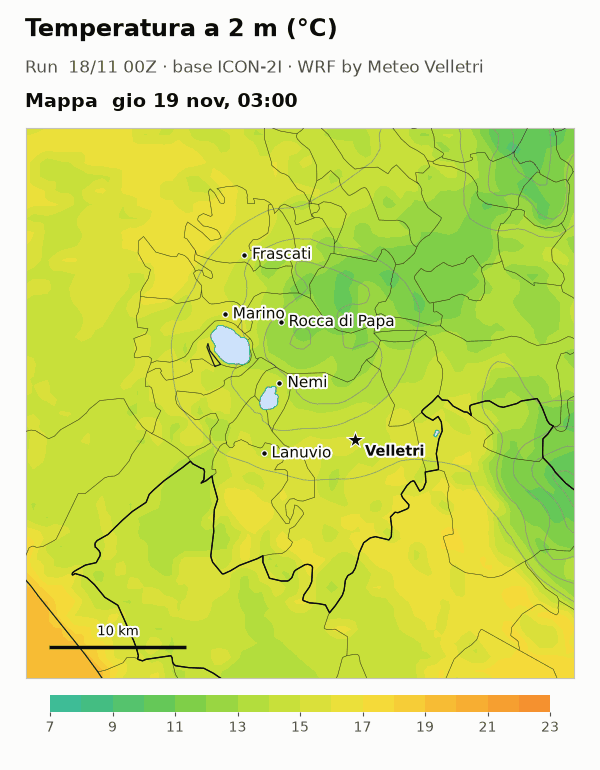 Temperatura a 2 m (°C)
Run 18/11 00Z · base ICON-2I · WRF by Meteo Velletri
Mappa gio 19 nov, 03:00
Frascati
Marino
Rocca di Papa
Nemi
Velletri
Lanuvio
10 km
7 9 11 13 15 17 19 21 23